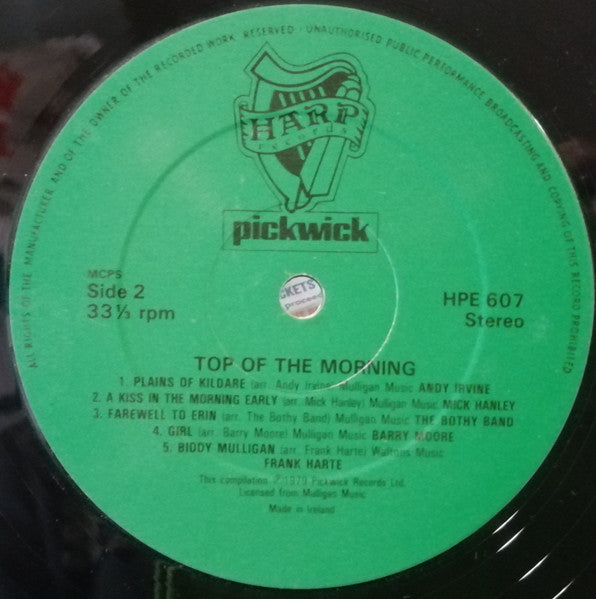 ALL RIGHTS OF THE MANUFACTURER AND OF THE OWNER OF THE RECORDED WORK RESERVED · UNAUTHORISED PUBLIC PERFORMANCE BROADCASTING AND COPYING OF THIS RECORD PROHIBITED
HARP
records
pickwick
MCPS
Side 2
33⅓ rpm
HPE 607
Stereo
KETS
proceed
TOP OF THE MORNING
1. PLAINS OF KILDARE (arr. Andy Irvine) Mulligan Music ANDY IRVINE
2. A KISS IN THE MORNING EARLY (arr. Mick Hanley) Mulligan Music MICK HANLEY
3. FAREWELL TO ERIN (arr. The Bothy Band) Mulligan Music THE BOTHY BAND
4. GIRL (arr. Barry Moore) Mulligan Music BARRY MOORE
5. BIDDY MULLIGAN (arr. Frank Harte) Waltons Music
FRANK HARTE
This compilation ℗ 1979 Pickwick Records Ltd.
Licensed from Mulligan Music
Made in Ireland